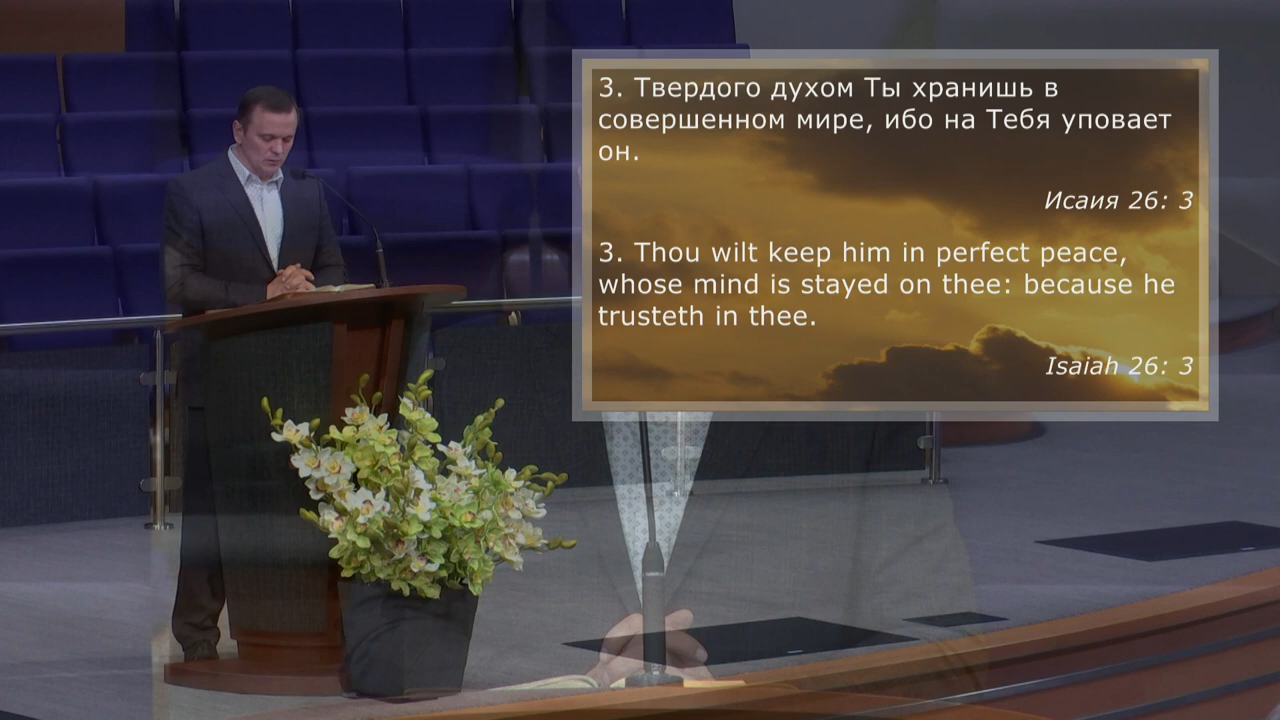 3. Твердого духом Ты хранишь в
совершенном мире, ибо на Тебя уповает
он.
Исаия 26: 3
3. Thou wilt keep him in perfect peace,
whose mind is stayed on thee: because he
trusteth in thee.
Isaiah 26: 3